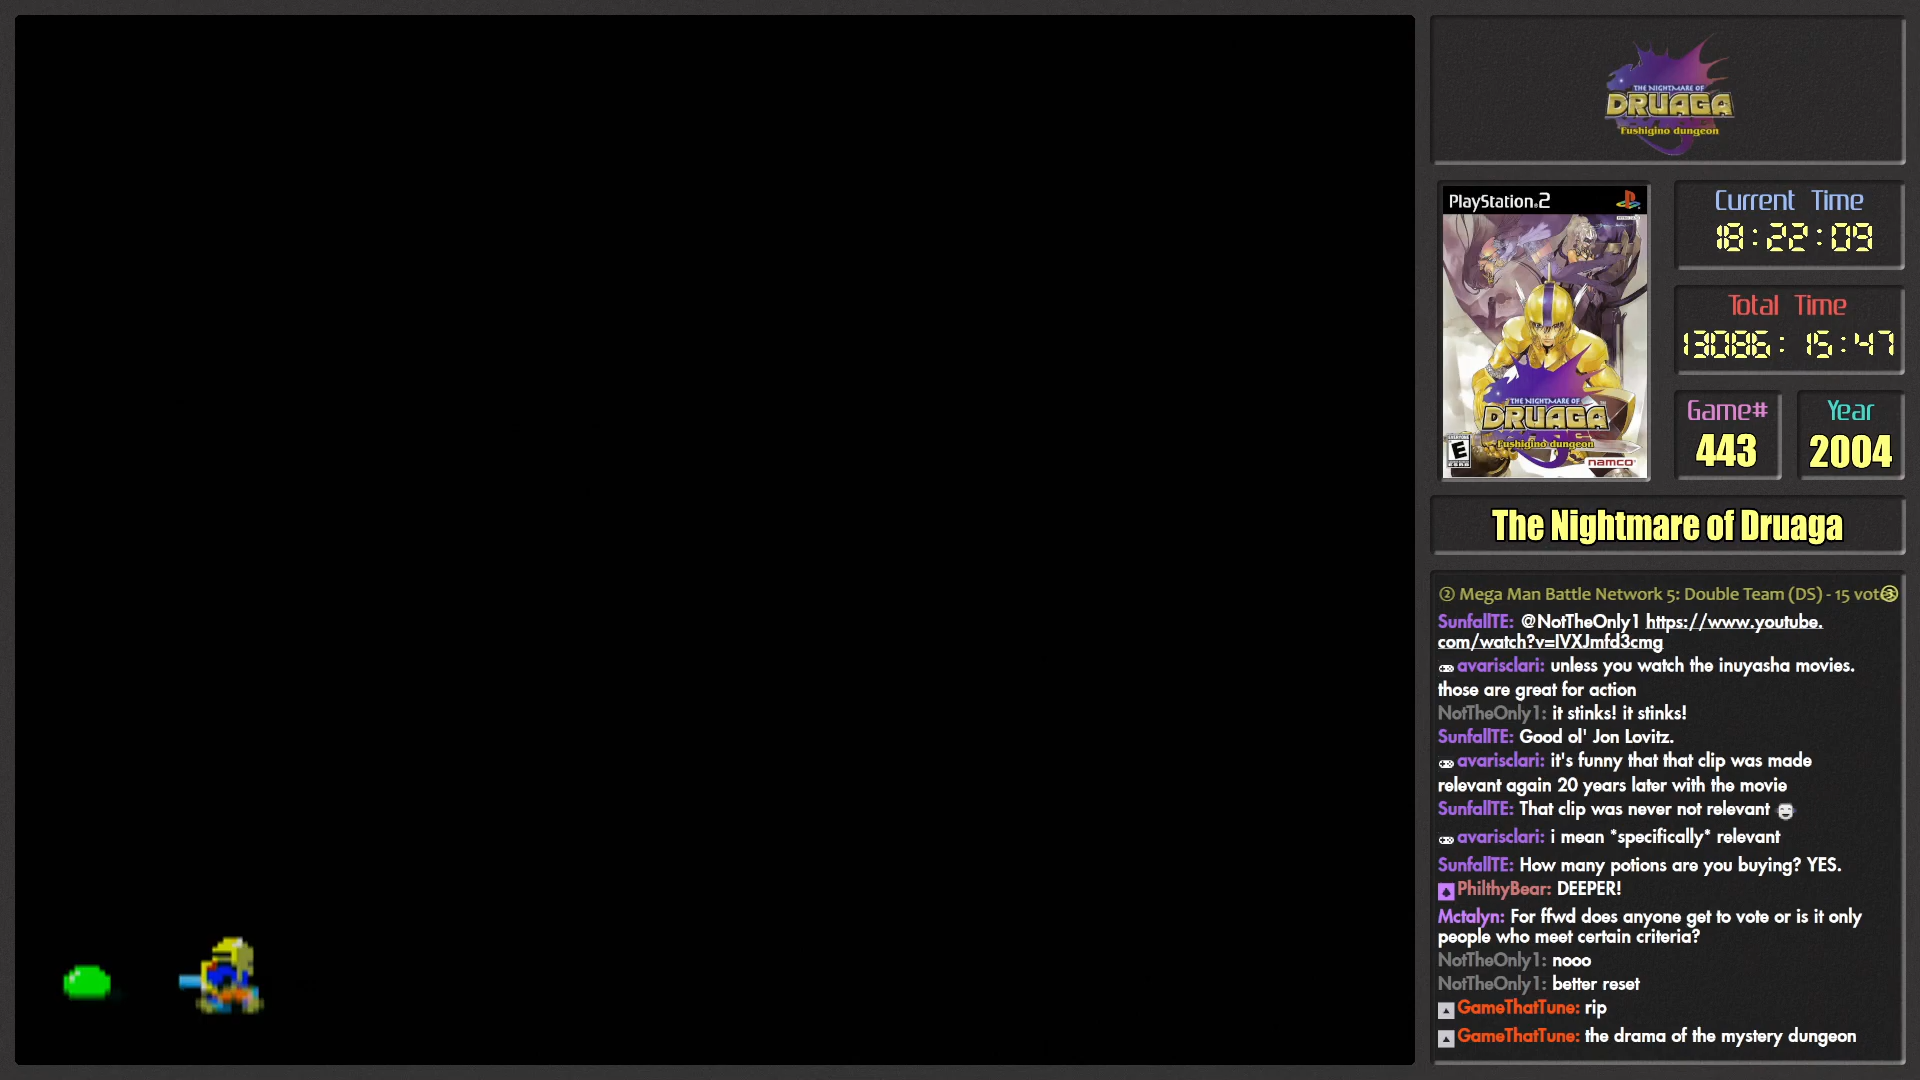 THE NIGHTMARE OF
DRUAGA
Fushigino dungeon
PlayStation.2
THE NIGHTMARE OF
DRUAGA
Fushigino dungeon
EVERYONE
E
namco
Current Time
18:22:09
Total Time
13086:15:47
Game#
443
Year
2004
The Nightmare of Druaga
② Mega Man Battle Network 5: Double Team (DS) - 15 votes
SunfallTE: @NotTheOnly1 https://www.youtube.
com/watch?v=IVXJmfd3cmg
avarisclari: unless you watch the inuyasha movies.
those are great for action
NotTheOnly1: it stinks! it stinks!
SunfallTE: Good ol' Jon Lovitz.
avarisclari: it's funny that that clip was made
relevant again 20 years later with the movie
SunfallTE: That clip was never not relevant
avarisclari: i mean *specifically* relevant
SunfallTE: How many potions are you buying? YES.
PhilthyBear: DEEPER!
Mctalyn: For ffwd does anyone get to vote or is it only
people who meet certain criteria?
NotTheOnly1: nooo
NotTheOnly1: better reset
GameThatTune: rip
GameThatTune: the drama of the mystery dungeon